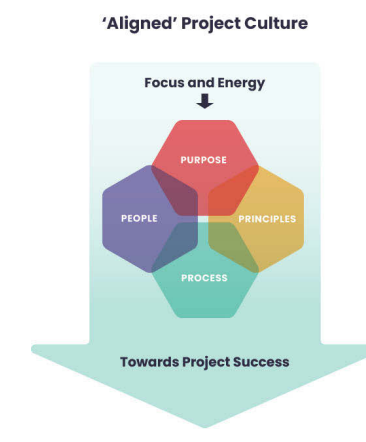 ‘Aligned’ Project Culture
Focus and Energy
PURPOSE
PEOPLE
PRINCIPLES
PROCESS
Towards Project Success